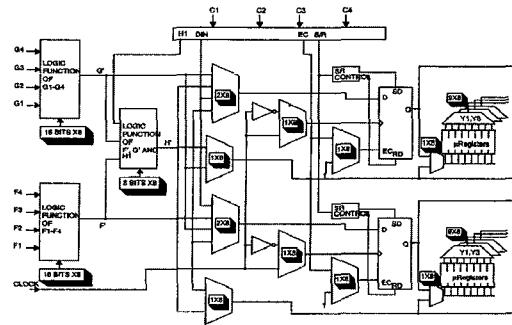 C1 C2 C3 C4
H1 DIN EC S/R
G4
G3
G2
G1
LOGIC
FUNCTION
OF
G1-G4
G'
16 BITS X8
LOGIC
FUNCTION
OF
F', G' AND
H1
H'
8 BITS X8
F4
F3
F2
F1
LOGIC
FUNCTION
OF
F1-F4
F'
16 BITS X8
CLOCK
2X8
1X8
1X8
S/R
CONTROL
1X8
D SD Q
EC RD
1X8
Y1,Y3
μRegisters
2X8
1X8
1X8
S/R
CONTROL
1X8
D SD Q
EC RD
1X8
Y1,Y3
μRegisters